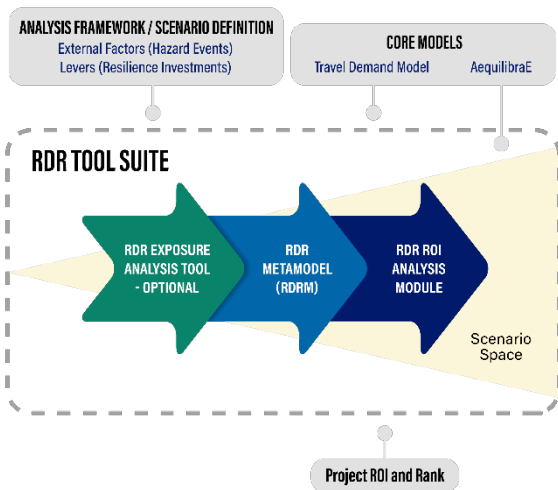 ANALYSIS FRAMEWORK / SCENARIO DEFINITION
External Factors (Hazard Events)
Levers (Resilience Investments)
CORE MODELS
Travel Demand Model
AequilibraE
RDR TOOL SUITE
RDR EXPOSURE
ANALYSIS TOOL
- OPTIONAL
RDR
METAMODEL
(RDRM)
RDR ROI
ANALYSIS
MODULE
Scenario
Space
Project ROI and Rank